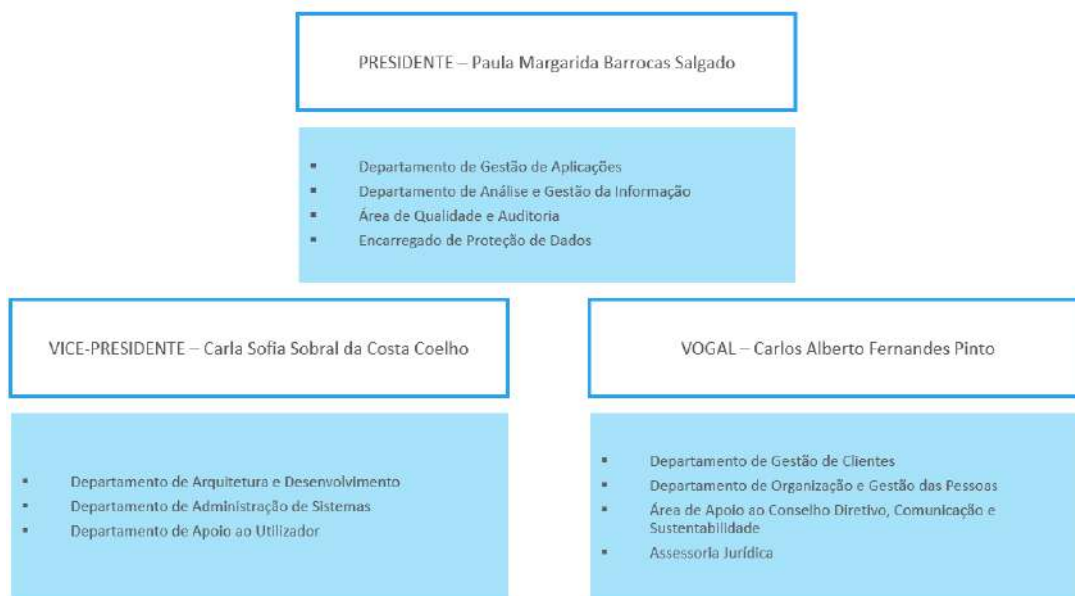 PRESIDENTE – Paula Margarida Barrocas Salgado
▪ Departamento de Gestão de Aplicações
▪ Departamento de Análise e Gestão da Informação
▪ Área de Qualidade e Auditoria
▪ Encarregado de Proteção de Dados
VICE-PRESIDENTE – Carla Sofia Sobral da Costa Coelho
▪ Departamento de Arquitetura e Desenvolvimento
▪ Departamento de Administração de Sistemas
▪ Departamento de Apoio ao Utilizador
VOGAL – Carlos Alberto Fernandes Pinto
▪ Departamento de Gestão de Clientes
▪ Departamento de Organização e Gestão das Pessoas
▪ Área de Apoio ao Conselho Diretivo, Comunicação e
Sustentabilidade
▪ Assessoria Jurídica